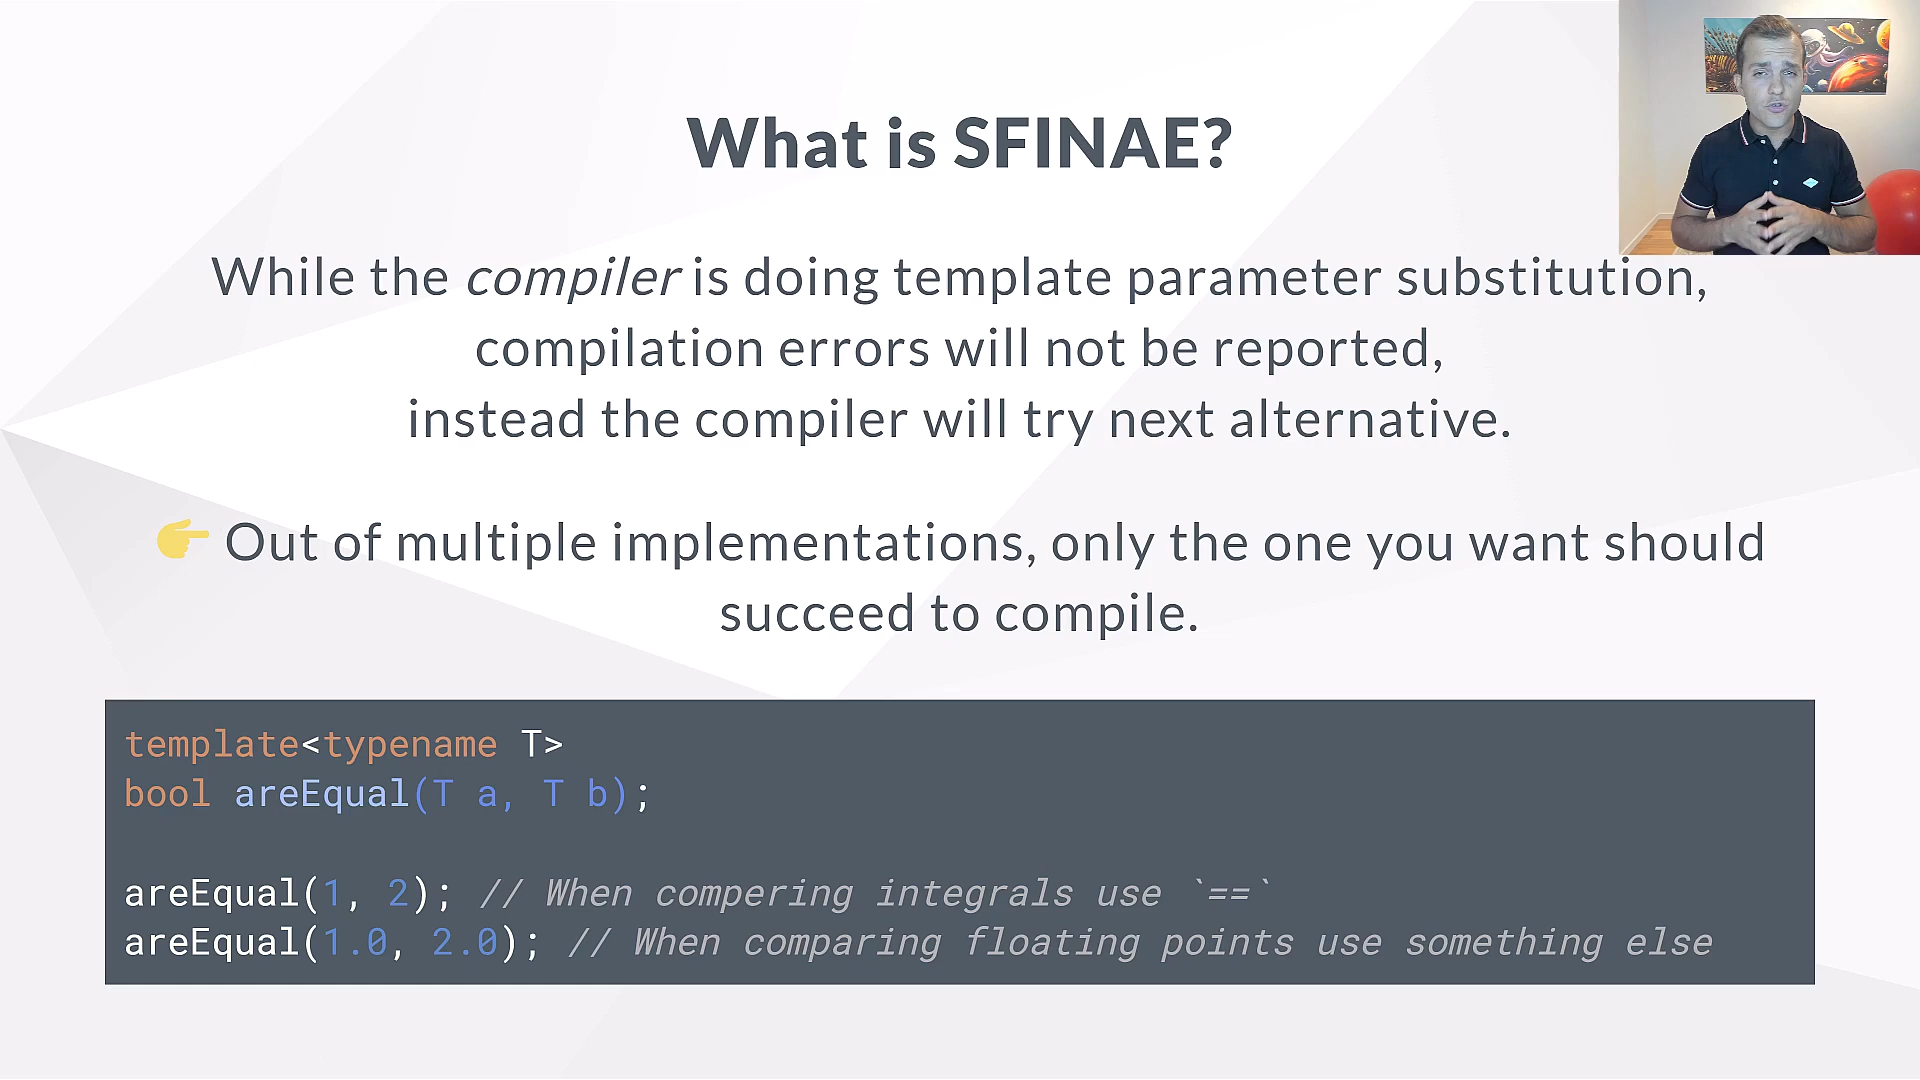 What is SFINAE?
While the compiler is doing template parameter substitution,
compilation errors will not be reported,
instead the compiler will try next alternative.
👉 Out of multiple implementations, only the one you want should
succeed to compile.
template<typename T>
bool areEqual(T a, T b);
areEqual(1, 2); // When compering integrals use `==`
areEqual(1.0, 2.0); // When comparing floating points use something else